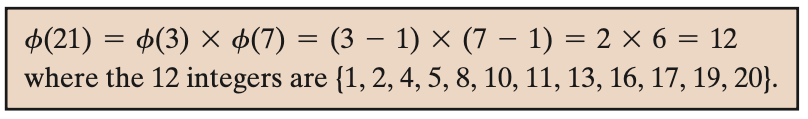 ϕ(21) = ϕ(3) × ϕ(7) = (3 − 1) × (7 − 1) = 2 × 6 = 12
where the 12 integers are {1, 2, 4, 5, 8, 10, 11, 13, 16, 17, 19, 20}.